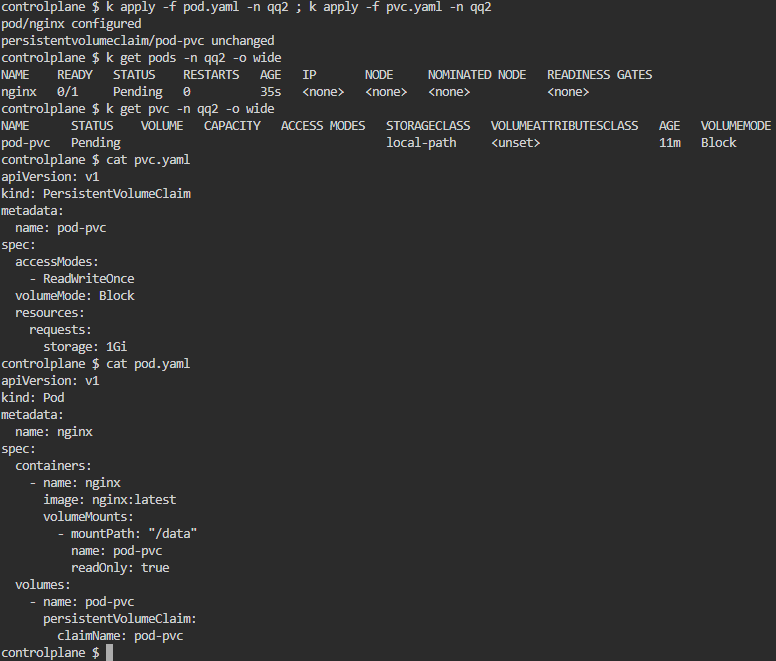 controlplane $ k apply -f pod.yaml -n qq2 ; k apply -f pvc.yaml -n qq2
pod/nginx configured
persistentvolumeclaim/pod-pvc unchanged
controlplane $ k get pods -n qq2 -o wide
NAME    READY   STATUS    RESTARTS   AGE   IP       NODE     NOMINATED NODE   READINESS GATES
nginx   0/1     Pending   0          35s   <none>   <none>   <none>           <none>
controlplane $ k get pvc -n qq2 -o wide
NAME      STATUS    VOLUME   CAPACITY   ACCESS MODES   STORAGECLASS   VOLUMEATTRIBUTESCLASS   AGE   VOLUMEMODE
pod-pvc   Pending                                      local-path     <unset>                 11m   Block
controlplane $ cat pvc.yaml
apiVersion: v1
kind: PersistentVolumeClaim
metadata:
  name: pod-pvc
spec:
  accessModes:
    - ReadWriteOnce
  volumeMode: Block
  resources:
    requests:
      storage: 1Gi
controlplane $ cat pod.yaml
apiVersion: v1
kind: Pod
metadata:
  name: nginx
spec:
  containers:
    - name: nginx
      image: nginx:latest
      volumeMounts:
        - mountPath: "/data"
          name: pod-pvc
          readOnly: true
  volumes:
    - name: pod-pvc
      persistentVolumeClaim:
        claimName: pod-pvc
controlplane $